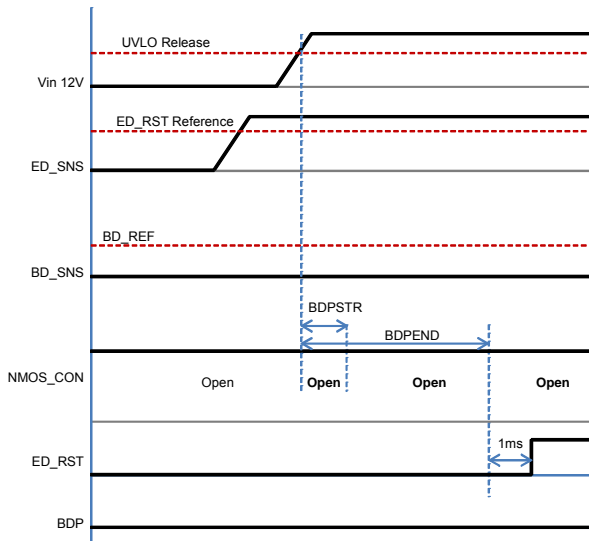 UVLO Release
Vin 12V
ED_RST Reference
ED_SNS
BD_REF
BD_SNS
BDPSTR
BDPEND
NMOS_CON
Open Open Open Open
1ms
ED_RST
BDP